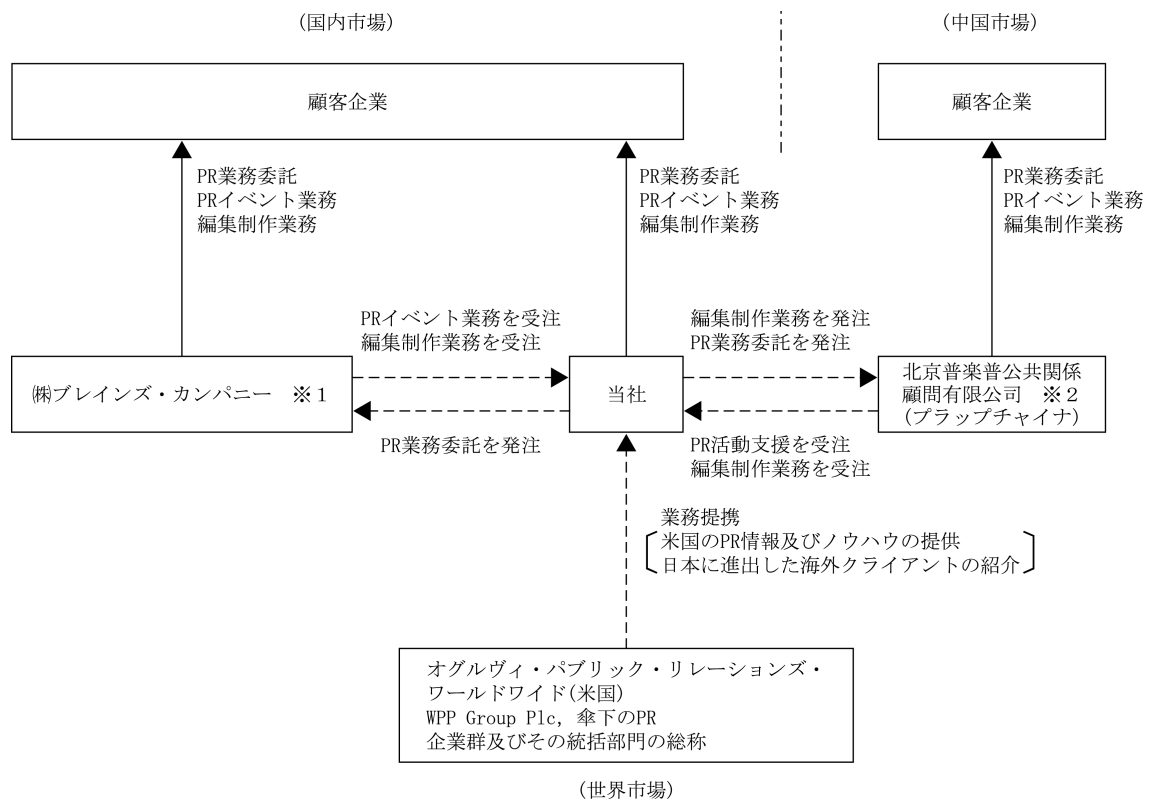 (国内市場)
(中国市場)
顧客企業
顧客企業
PR業務委託
PRイベント業務
編集制作業務
PR業務委託
PRイベント業務
編集制作業務
PR業務委託
PRイベント業務
編集制作業務
PRイベント業務を受注
編集制作業務を受注
編集制作業務を発注
PR業務委託を発注
㈱ブレインズ・カンパニー ※1
当社
北京普楽普公共関係
顧問有限公司 ※2
(プラップチャイナ)
PR業務委託を発注
PR活動支援を受注
編集制作業務を受注
業務提携
米国のPR情報及びノウハウの提供
日本に進出した海外クライアントの紹介
オグルヴィ・パブリック・リレーションズ・
ワールドワイド(米国)
WPP Group Plc, 傘下のPR
企業群及びその統括部門の総称
(世界市場)